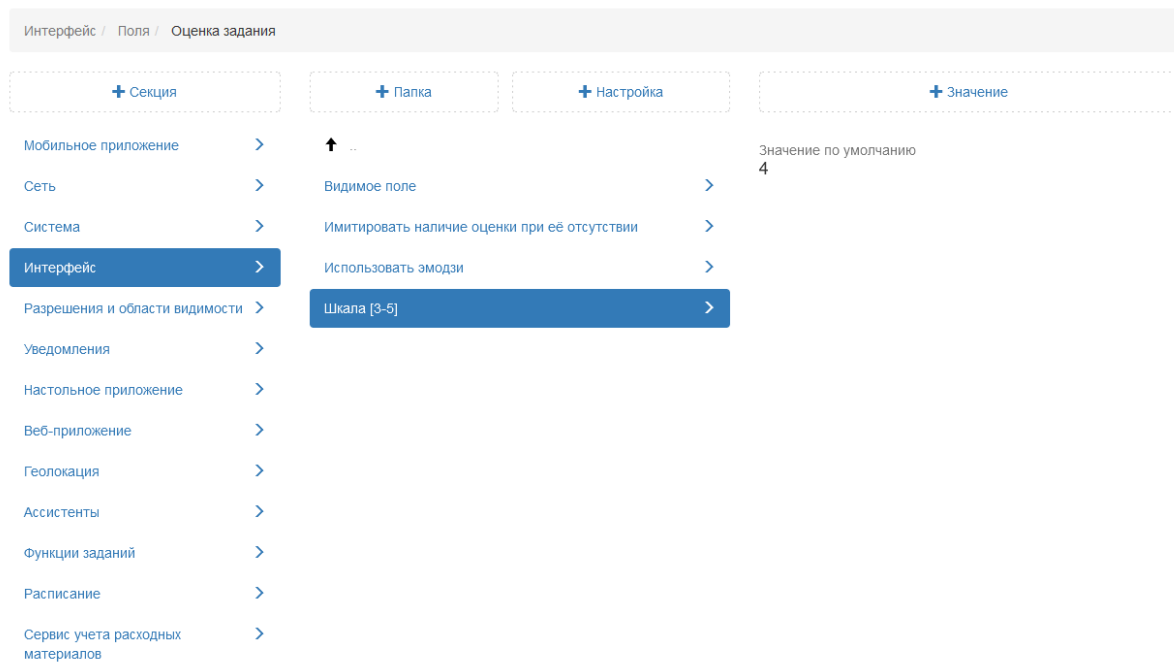 Интерфейс / Поля / Оценка задания
+ Секция
+ Папка
+ Настройка
+ Значение
Мобильное приложение
Сеть
Система
Интерфейс
Разрешения и области видимости
Уведомления
Настольное приложение
Веб-приложение
Геолокация
Ассистенты
Функции заданий
Расписание
Сервис учета расходных
материалов
..
Видимое поле
Имитировать наличие оценки при её отсутствии
Использовать эмодзи
Шкала [3-5]
Значение по умолчанию
4